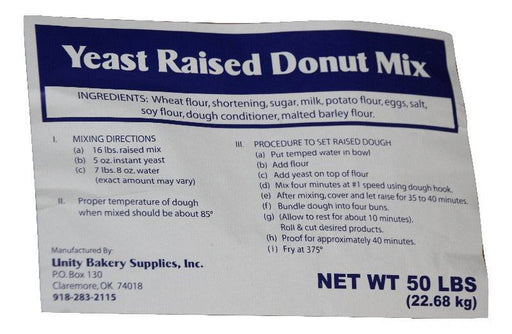 Yeast Raised Donut Mix
INGREDIENTS: Wheat flour, shortening, sugar, milk, potato flour, eggs, salt,
soy flour, dough conditioner, malted barley flour.
I. MIXING DIRECTIONS
(a) 16 lbs. raised mix
(b) 5 oz. instant yeast
(c) 7 lbs. 8 oz. water
(exact amount may vary)
II. Proper temperature of dough
when mixed should be about 85°
III. PROCEDURE TO SET RAISED DOUGH
(a) Put temped water in bowl
(b) Add flour
(c) Add yeast on top of flour
(d) Mix four minutes at #1 speed using dough hook.
(e) After mixing, cover and let raise for 35 to 40 minutes.
(f) Bundle dough into four buns.
(g) (Allow to rest for about 10 minutes).
Roll & cut desired products.
(h) Proof for approximately 40 minutes.
(i) Fry at 375°
Manufactured By:
Unity Bakery Supplies, Inc.
P.O. Box 130
Claremore, OK 74018
918-283-2115
NET WT 50 LBS
(22.68 kg)